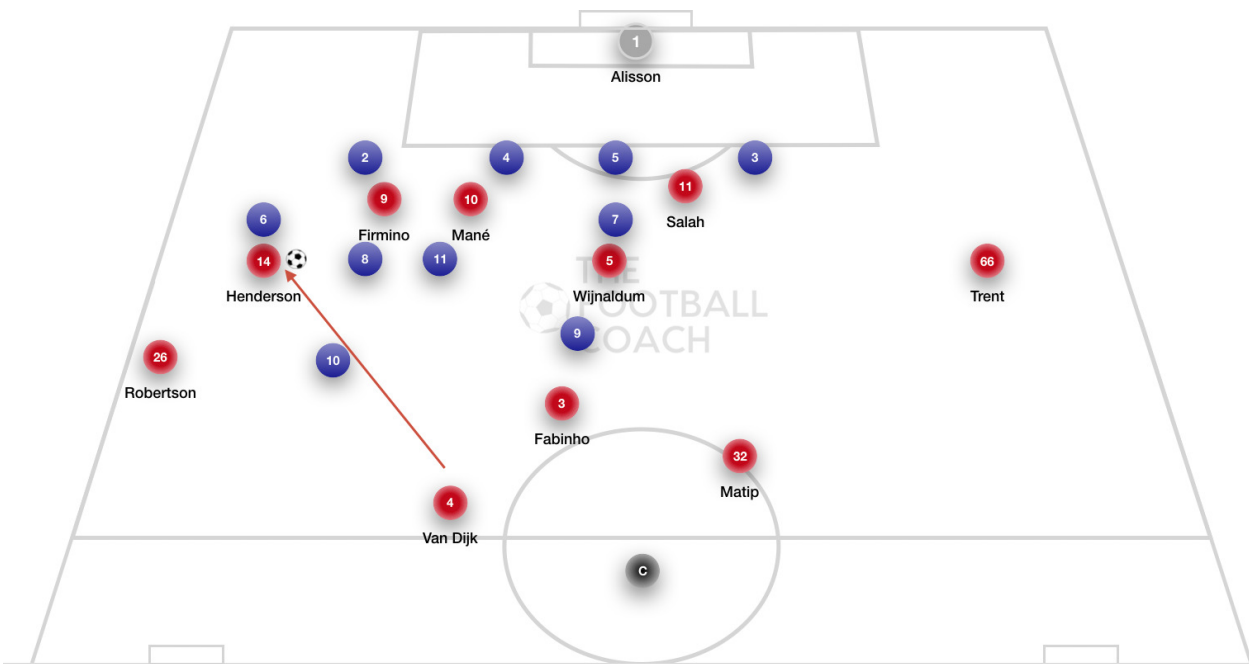 1
Alisson
2
4
5
3
9
10
11
Firmino
Mané
Salah
6
7
14
8
11
5
66
Henderson
Wijnaldum
Trent
THE
FOOTBALL
COACH
9
26
10
Robertson
3
Fabinho
32
Matip
4
Van Dijk
C